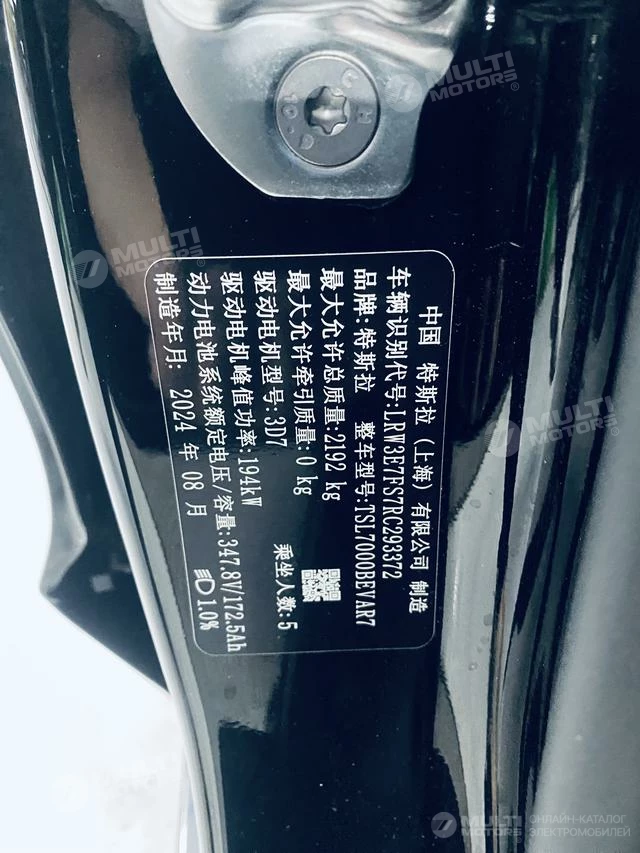 中国 特斯拉 (上海) 有限公司 制造
车辆识别代号:LRW3E7FS7RC293372
品牌:特斯拉 整车型号:TSL7000BEVAR7
最大允许总质量:2192 kg
最大允许牵引质量:0 kg
驱动电机型号:3D7 乘坐人数:5
驱动电机峰值功率:194kW
动力电池系统额定电压/容量:347.8V/172.5Ah
制造年月: 2024 年 08 月 1.0%
10.9
MULTI
MOTORS®
MULTI
MOTORS®
MULTI
MOTORS®
MULTI
MOTORS
ОНЛАЙН-КАТАЛОГ
ЭЛЕКТРОМОБИЛЕЙ